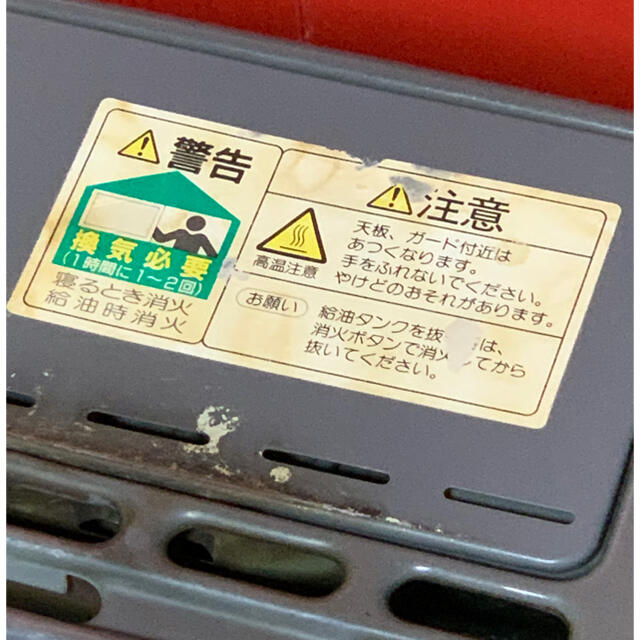 警告
換気必要
(1時間に1~2回)
寝るとき消火
給油時消火
注意
高温注意
天板、ガード付近は
あつくなります。
手をふれないでください。
やけどのおそれがあります。
お願い
給油タンクを抜 は、
消火ボタンで消火 てから
抜いてください。